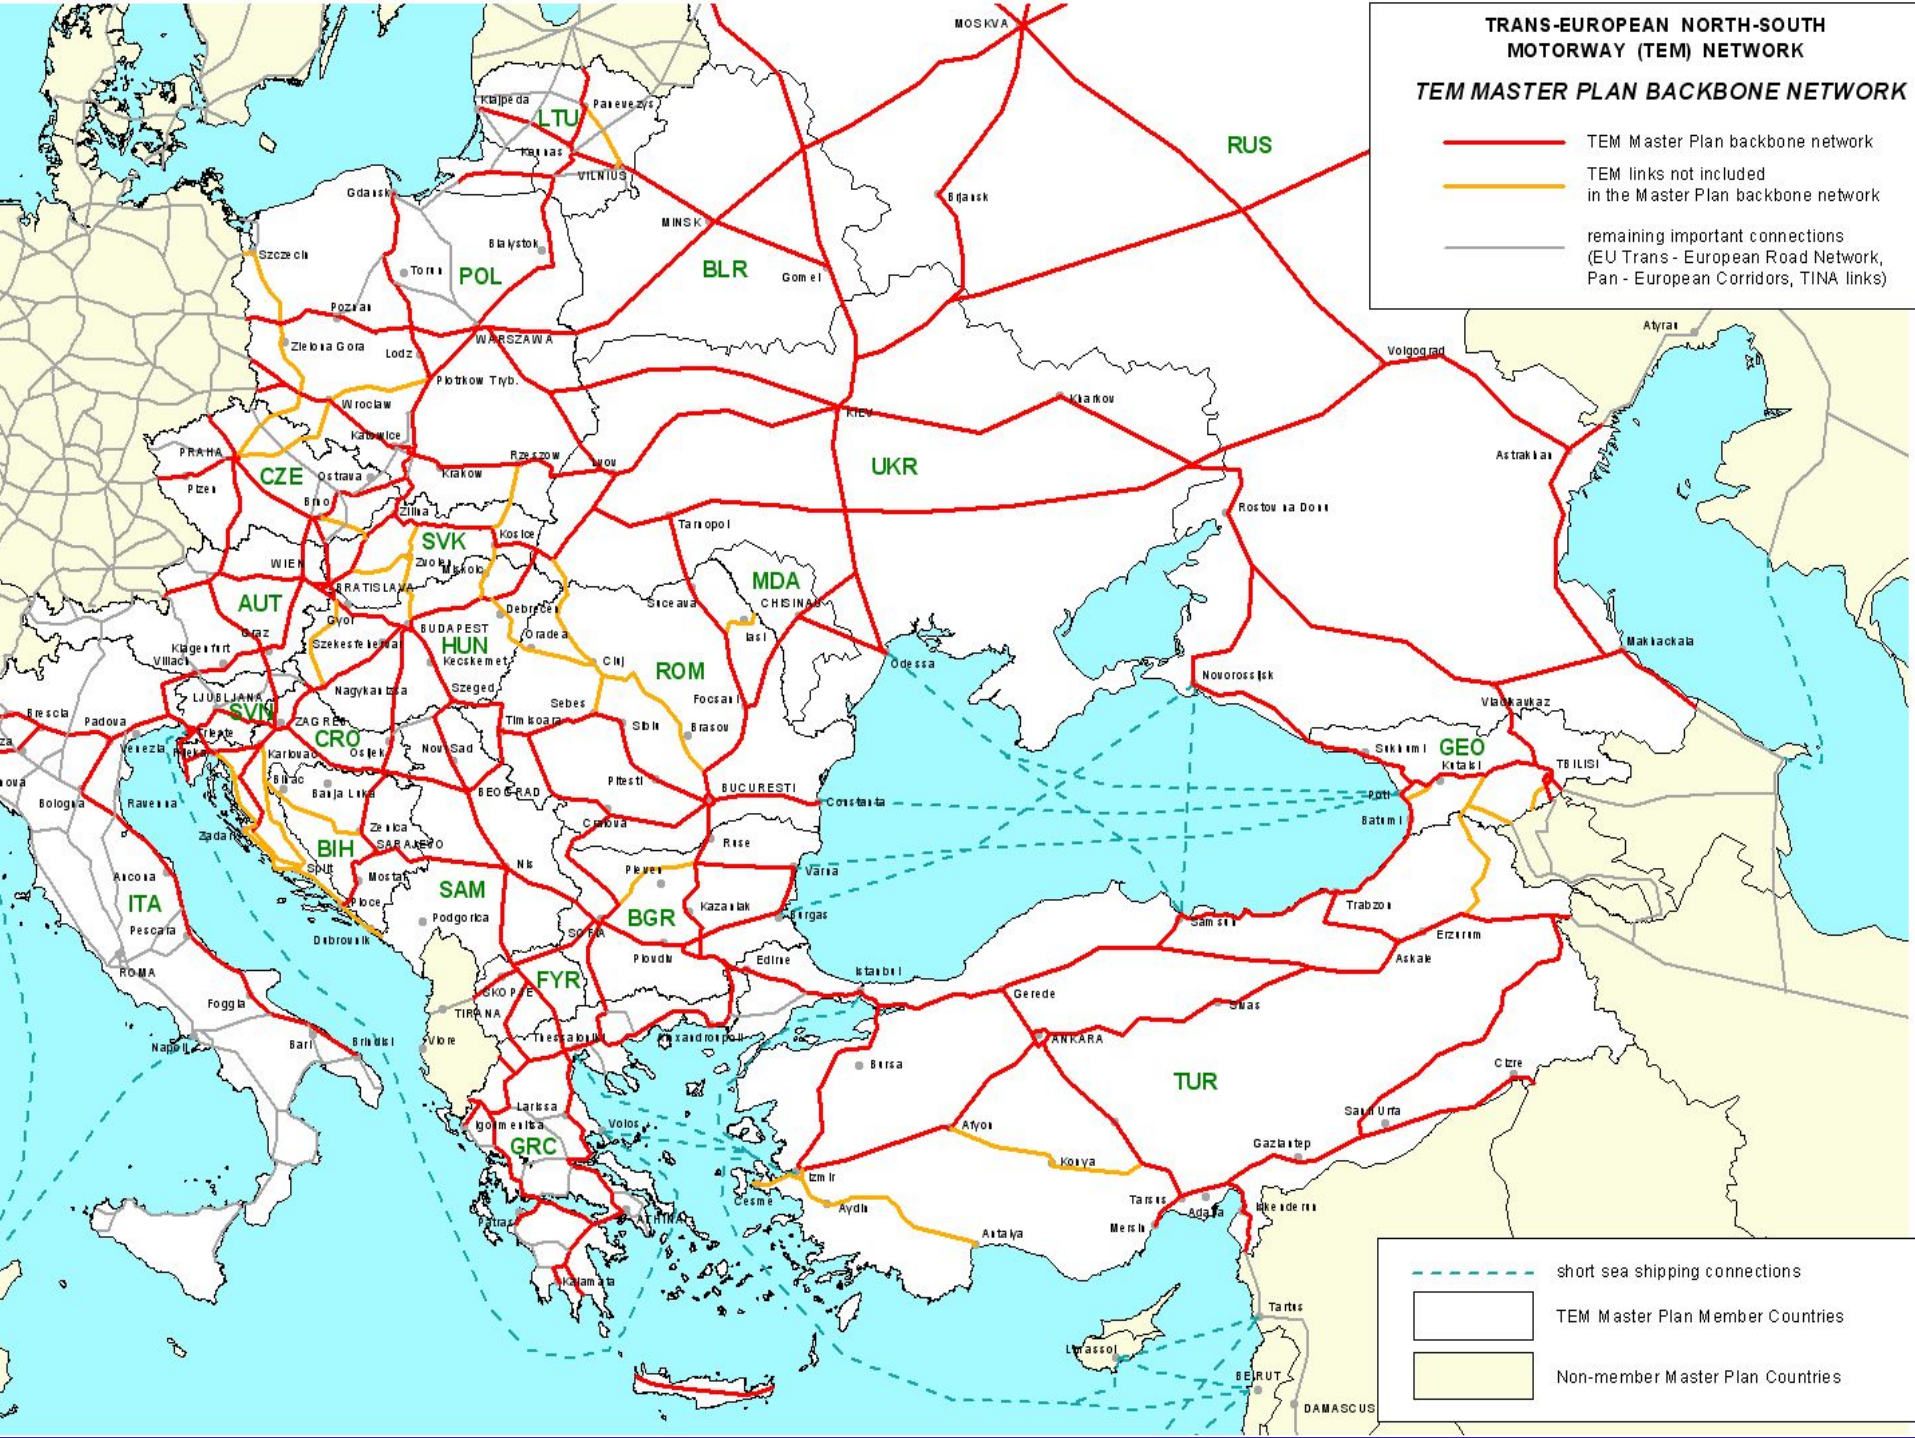 TRANS-EUROPEAN NORTH-SOUTH
MOTORWAY (TEM) NETWORK
TEM MASTER PLAN BACKBONE NETWORK
TEM Master Plan backbone network
TEM links not included
in the Master Plan backbone network
remaining important connections
(EU Trans - European Road Network,
Pan - European Corridors, TINA links)
MOSKVA
RUS
Klajpeda
Panevezys
LTU
Kaunas
VILNIUS
Gdansk
Brjansk
MINSK
Bialystok
Szczecin
Torun
POL
BLR
Gomel
Poznan
Atyrau
Zielona Gora
Lodz
WARSZAWA
Volgograd
Piotrkow Tryb.
Wroclaw
KIEV
Kharkov
Katowice
PRAHA
Rzeszow
Lvov
UKR
Astrakhan
CZE
Ostrava
Krakow
Plzen
Brno
Zilina
Rostov na Donu
Tarnopol
SVK
Kosice
WIEN
Zvolen
Miskolc
MDA
BRATISLAVA
AUT
Suceava
CHISINAU
Debrecen
Gyor
BUDAPEST
Graz
Oradea
Iasi
Szekesfehervar
HUN
Makhackala
Klagenfurt
Villach
Kecskemet
Cluj
ROM
Odessa
Novorossijsk
Nagykanizsa
Szeged
LJUBLJANA
SVN
Sebes
Focsani
Vladikavkaz
Brescia
Padova
ZAGREB
Timisoara
Sibiu
Brasov
Trieste
CRO
Venezia
Rijeka
Karlovac
Osijek
Novi Sad
Sukhumi
GEO
Kutaisi
TBILISI
Bihac
Banja Luka
BEOGRAD
Pitesti
BUCURESTI
Bologna
Ravenna
Constanta
Poti
Craiova
Batumi
Zadar
Zenica
BIH
SARAJEVO
Ruse
Split
Nis
Pleven
Varna
Ancona
Mostar
SAM
ITA
Ploce
Kazanlak
Trabzon
Podgorica
BGR
Burgas
Samsun
Pescara
Dubrovnik
SOFIA
Erzurum
Plovdiv
Edirne
Askale
ROMA
FYR
Istanbul
SKOPJE
Gerede
Foggia
TIRANA
Sivas
Napoli
Bari
Brindisi
Vlore
Thessaloniki
Alexandroupoli
ANKARA
Bursa
Cizre
TUR
Larissa
Igoumenitsa
Volos
Sanli Urfa
GRC
Afyon
Gaziantep
Konya
Izmir
Cesme
Tarsus
Aydin
Adana
Iskenderun
Patras
ATHINAI
Mersin
Antalya
Kalamata
Tartus
Limassol
BEIRUT
DAMASCUS
short sea shipping connections
TEM Master Plan Member Countries
Non-member Master Plan Countries